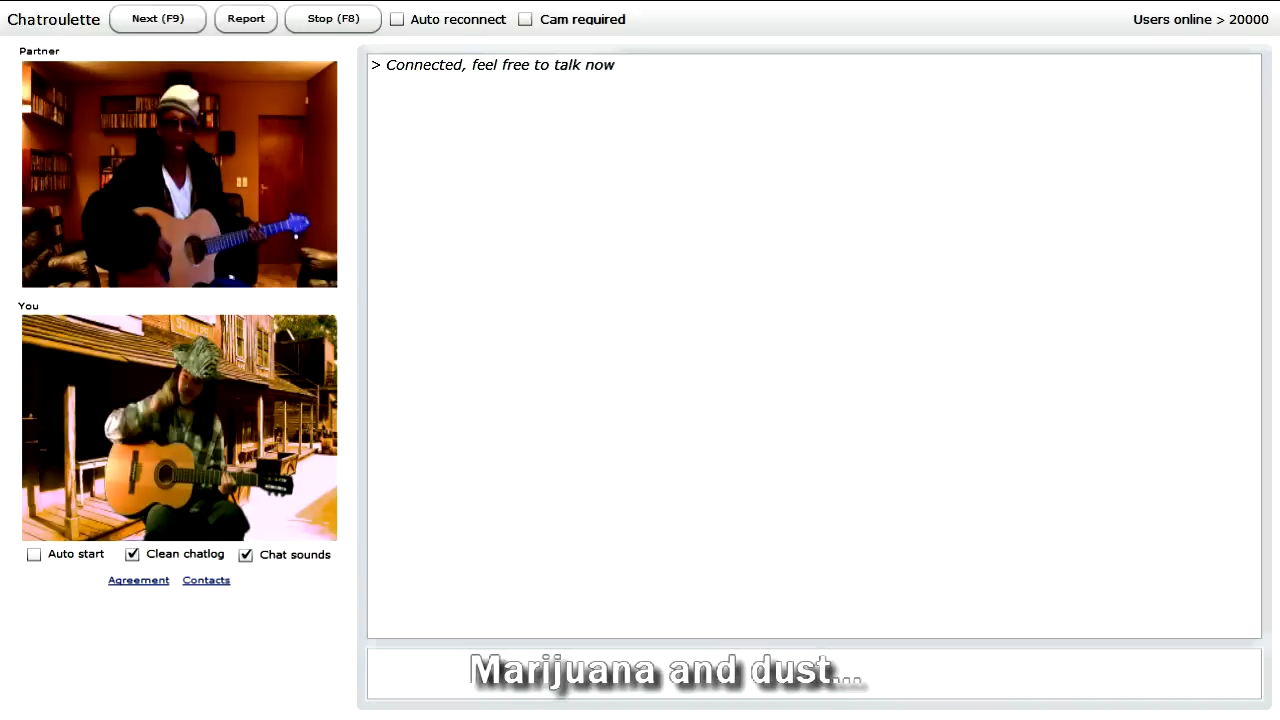 Chatroulette
Next (F9)
Report
Stop (F8)
Auto reconnect
Cam required
Users online > 20000
Partner
> Connected, feel free to talk now
You
Auto start
Clean chatlog
Chat sounds
Agreement
Contacts
Marijuana and dust...